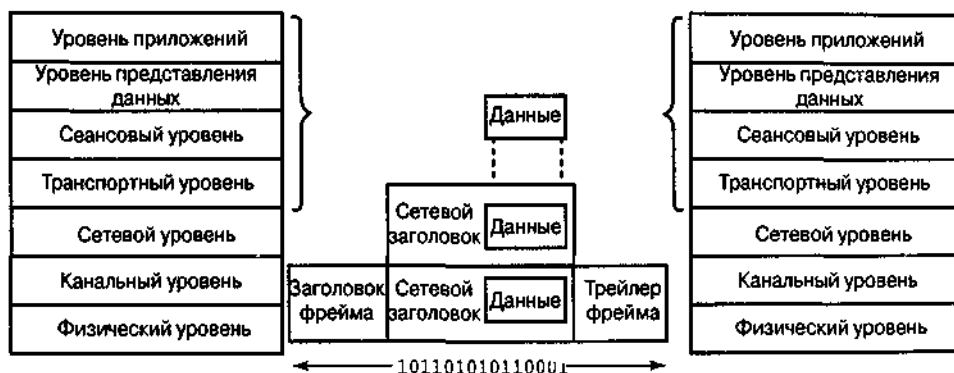 Уровень приложений
Уровень представления
данных
Сеансовый уровень
Транспортный уровень
Сетевой уровень
Канальный уровень
Физический уровень
Данные
Сетевой
заголовок
Данные
Заголовок
фрейма
Сетевой
заголовок
Данные
Трейлер
фрейма
101101010110001
Уровень приложений
Уровень представления
данных
Сеансовый уровень
Транспортный уровень
Сетевой уровень
Канальный уровень
Физический уровень